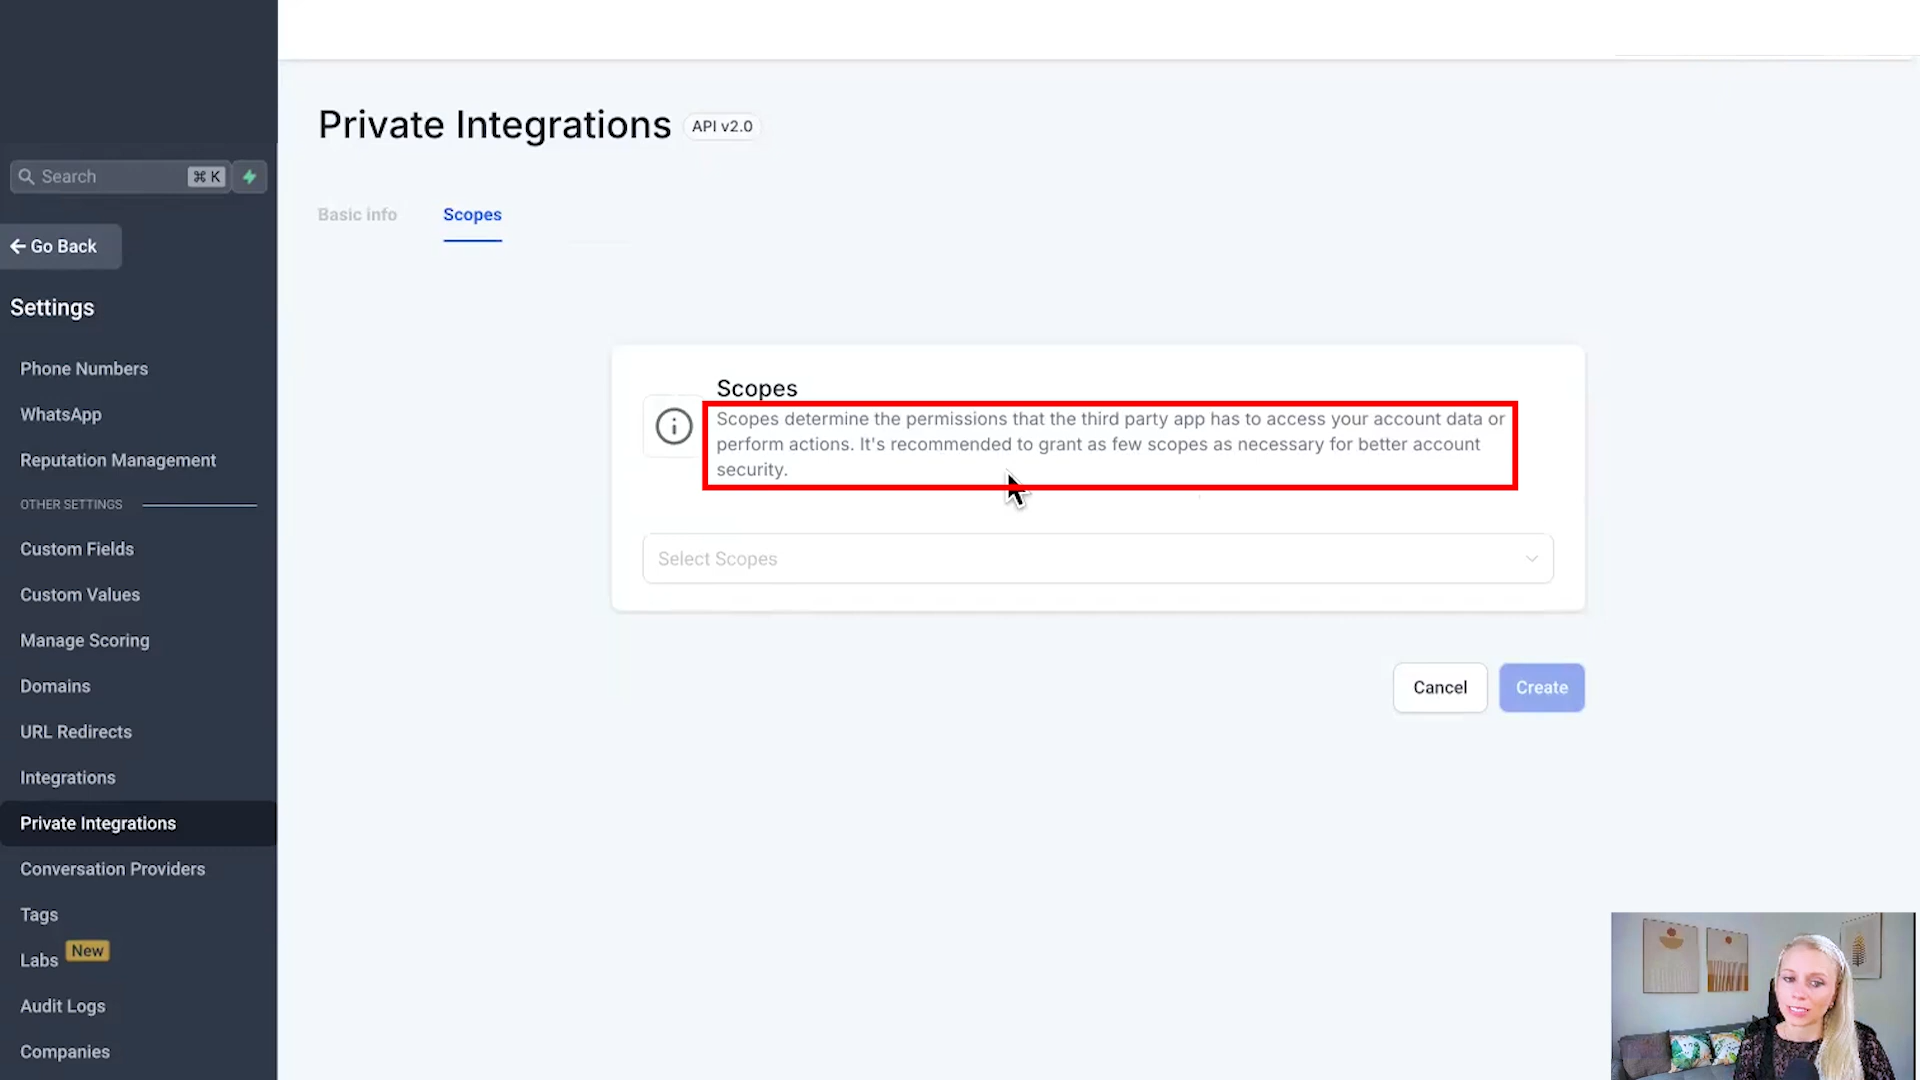 Search
⌘ K
Go Back
Settings
Phone Numbers
WhatsApp
Reputation Management
OTHER SETTINGS
Custom Fields
Custom Values
Manage Scoring
Domains
URL Redirects
Integrations
Private Integrations
Conversation Providers
Tags
Labs New
Audit Logs
Companies
Private Integrations API v2.0
Basic info Scopes
Scopes
Scopes determine the permissions that the third party app has to access your account data or
perform actions. It's recommended to grant as few scopes as necessary for better account
security.
Select Scopes
Cancel Create